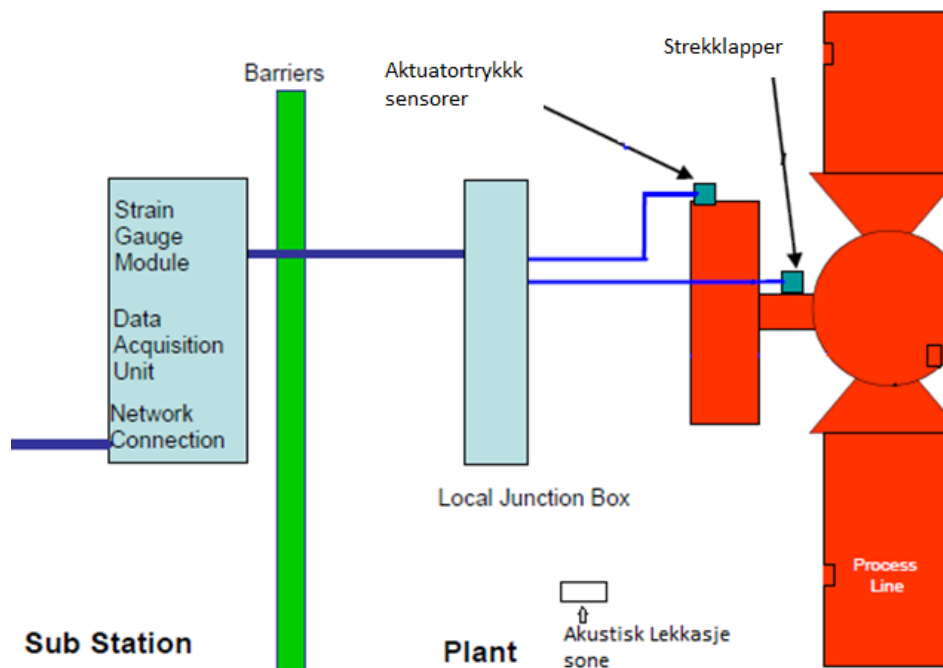 Strekklapper
Aktuatortrykkk
sensorer
Barriers
Strain
Gauge
Module
Data
Acquisition
Unit
Network
Connection
Local Junction Box
Process
Line
Akustisk Lekkasje
sone
Sub Station
Plant